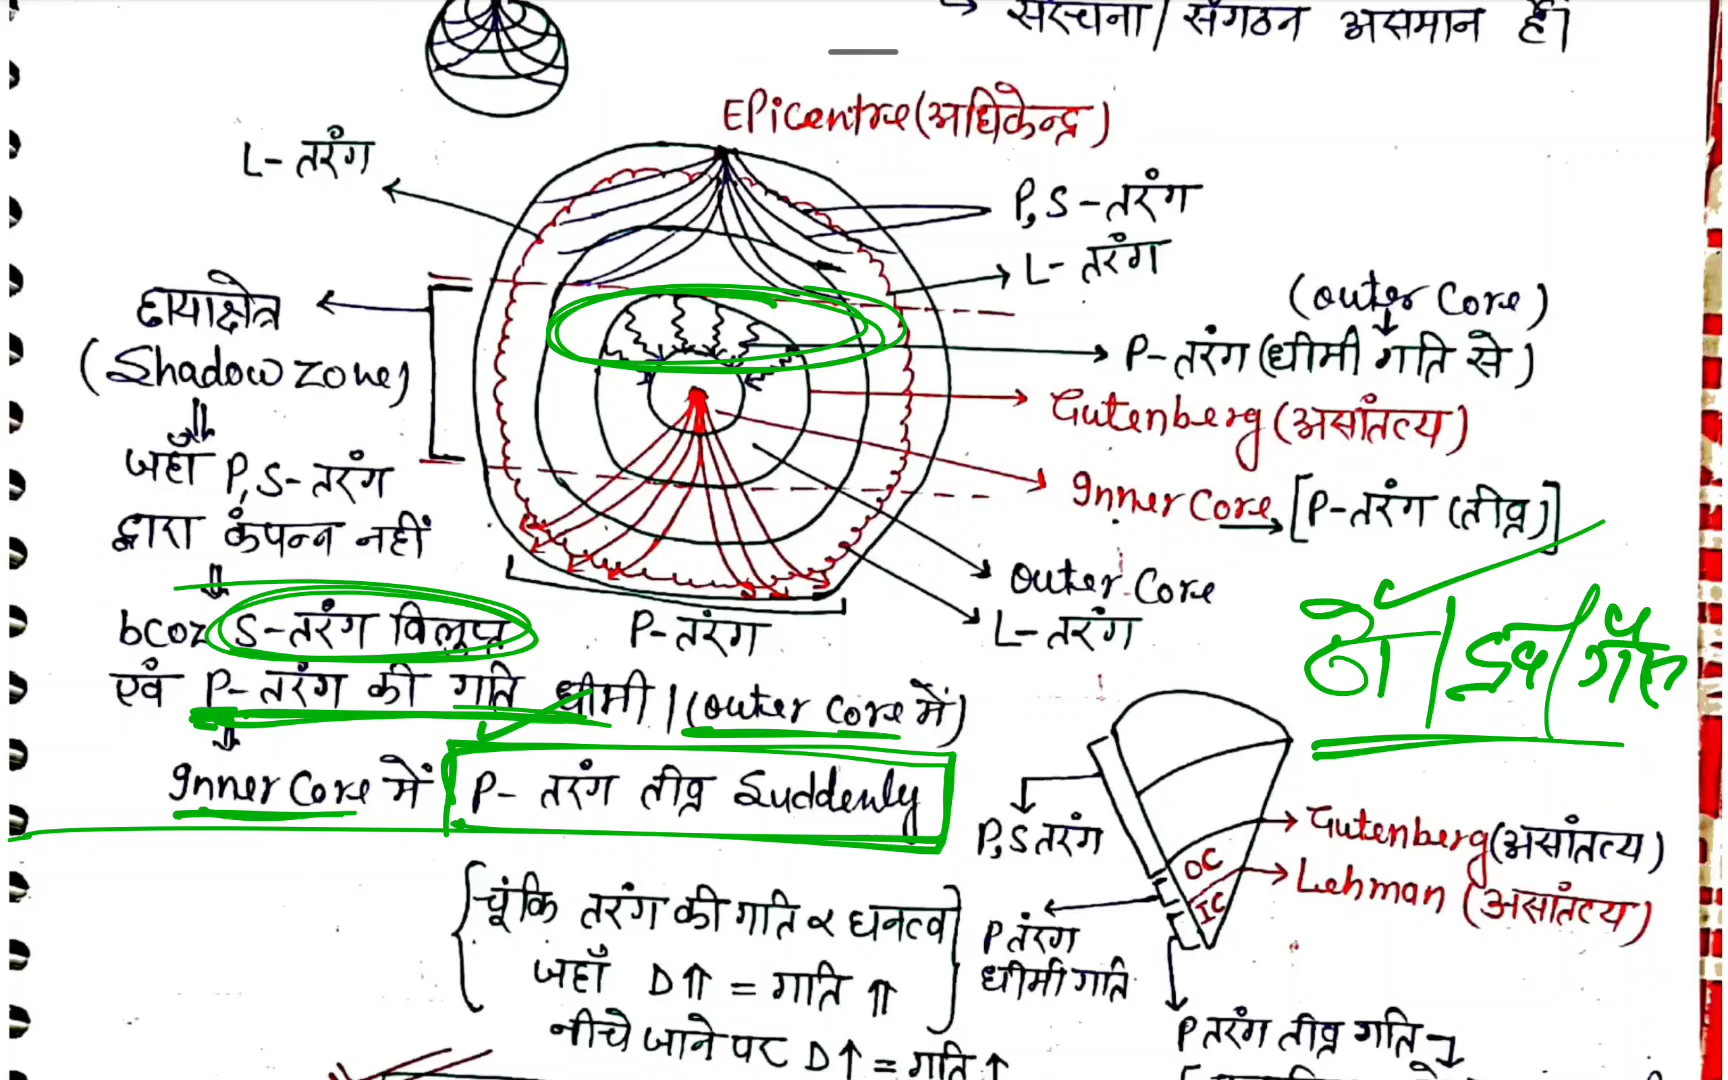 संरचना/संगठन असमान हैं।
Epicentre (अधिकेन्द्र)
L-तरंग
P,S-तरंग
L-तरंग
(outer Core)
छायाक्षेत्र
(Shadow zone)
P-तरंग (धीमी गति से)
Gutenberg (असांतत्य)
Inner Core → [P-तरंग (तीव्र)]
जहाँ P,S-तरंग
द्वारा कंपन्न नहीं
bcoz S-तरंग विलुप्त
एवं P-तरंग की गति धीमी | (outer core में)
Inner Core में P-तरंग तीव्र Suddenly
P-तरंग
Outer Core
L-तरंग
ठो / द्रव /
P,S तरंग
OC
IC
Gutenberg (असांतत्य)
Lehman (असांतत्य)
P तंरग
धीमी गति
चूंकि तरंग की गति α घनत्व
जहाँ D⇑ = गति ⇑
नीचे जाने पर D↑ = गति ↑
P तरंग तीव्र गति